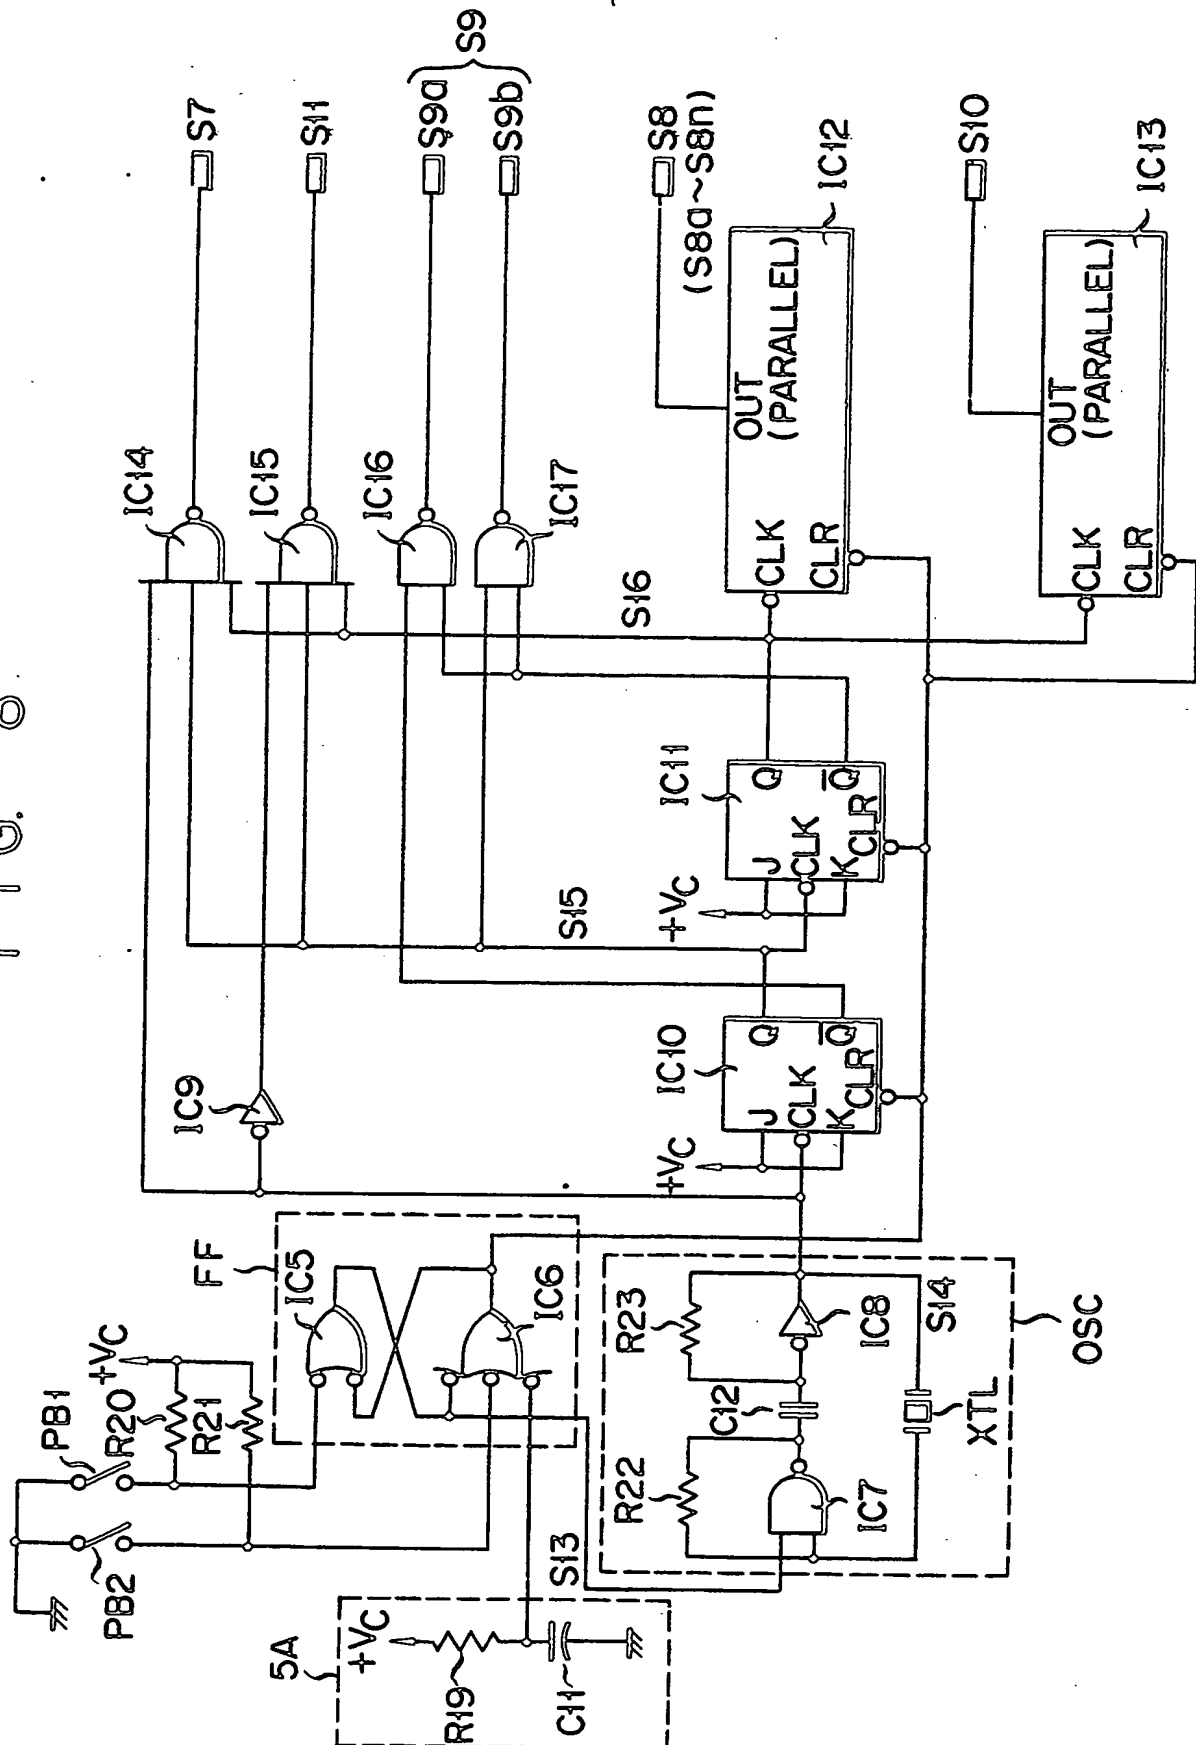 FIG. 8
S7
S11
S9a
S9
S9b
S8
(S8a~S8n)
S10
IC14
IC15
IC16
IC17
S16
IC12
OUT
(PARALLEL)
CLK
CLR
IC13
OUT
(PARALLEL)
CLK
CLR
IC11
J
CLK
K
CLR
Q
Q̅
+VC
S15
IC10
J
CLK
K
CLR
Q
Q̅
+VC
IC9
FF
IC5
IC6
+VC
PB1
R20
R21
PB2
S13
5A
+VC
R19
C11
R23
IC8
S14
C12
R22
IC7
XTL
OSC